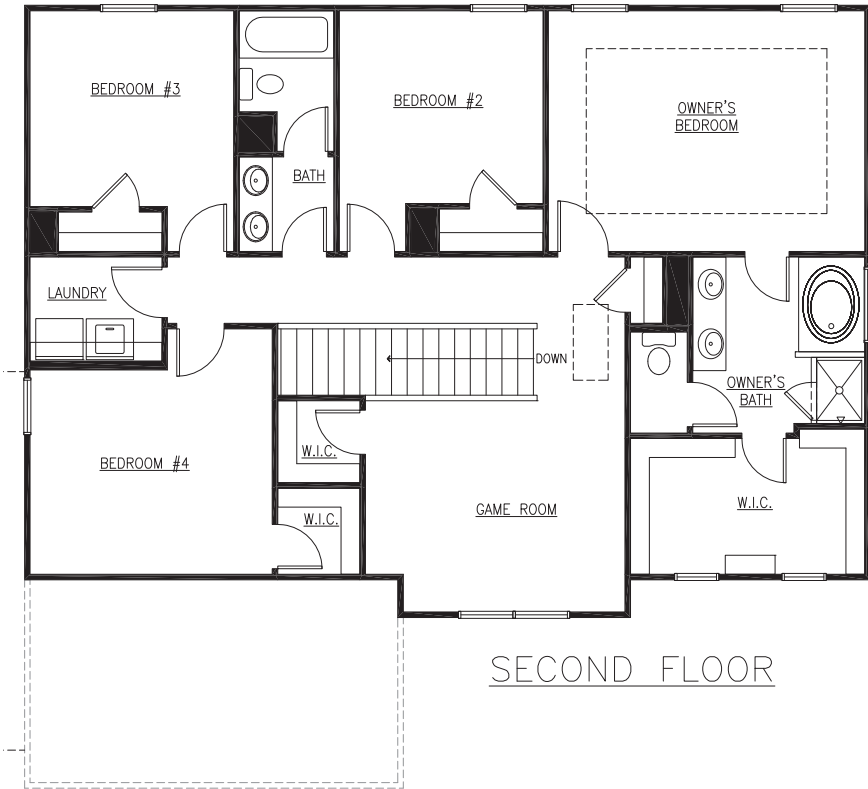 BEDROOM #3
BEDROOM #2
OWNER'S
BEDROOM
BATH
LAUNDRY
DOWN
OWNER'S
BATH
W.I.C.
BEDROOM #4
W.I.C.
GAME ROOM
W.I.C.
SECOND FLOOR